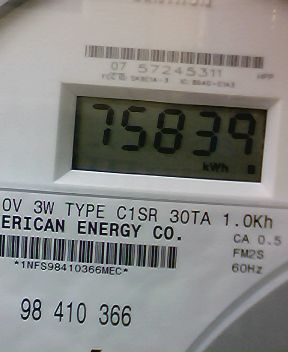 07 57245311
75839
kWh
0V 3W TYPE C1SR 30TA 1.0Kh
ERICAN ENERGY CO.
CA 0.5
FM2S
60Hz
*1NFS98410366MEC*
98 410 366